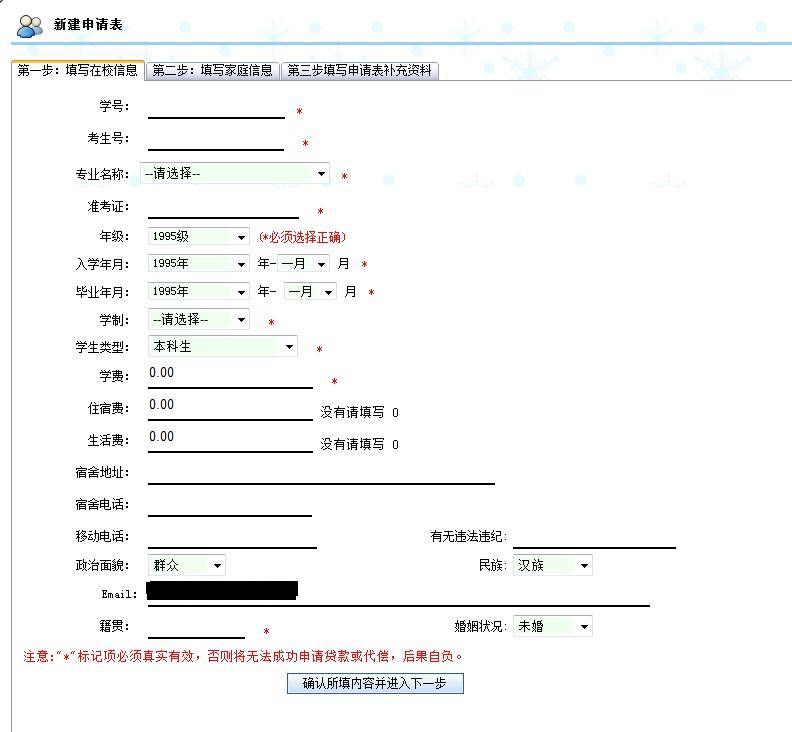 新建申请表
第一步：填写在校信息 第二步：填写家庭信息 第三步填写申请表补充资料
学号： *
考生号： *
专业名称： --请选择-- *
准考证： *
年级： 1995级 (*必须选择正确)
入学年月： 1995年 年- 一月 月 *
毕业年月： 1995年 年- 一月 月 *
学制： --请选择-- *
学生类型： 本科生 *
学费： 0.00 *
住宿费： 0.00 没有请填写 0
生活费： 0.00 没有请填写 0
宿舍地址：
宿舍电话：
移动电话： 有无违法违纪:
政治面貌： 群众 民族: 汉族
Email：
籍贯： * 婚姻状况: 未婚
注意:"*"标记项必须真实有效，否则将无法成功申请贷款或代偿，后果自负。
确认所填内容并进入下一步